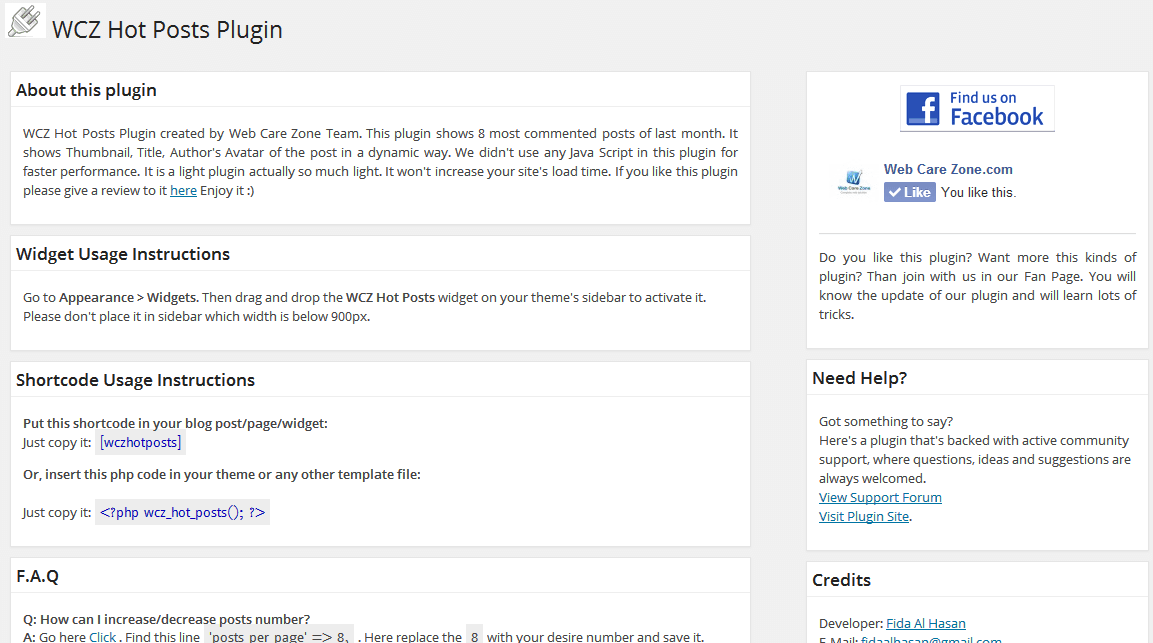 WCZ Hot Posts Plugin
About this plugin
WCZ Hot Posts Plugin created by Web Care Zone Team. This plugin shows 8 most commented posts of last month. It
shows Thumbnail, Title, Author's Avatar of the post in a dynamic way. We didn't use any Java Script in this plugin for
faster performance. It is a light plugin actually so much light. It won't increase your site's load time. If you like this plugin
please give a review to it here Enjoy it :)
Widget Usage Instructions
Go to Appearance > Widgets. Then drag and drop the WCZ Hot Posts widget on your theme's sidebar to activate it.
Please don't place it in sidebar which width is below 900px.
Shortcode Usage Instructions
Put this shortcode in your blog post/page/widget:
Just copy it: [wczhotposts]
Or, insert this php code in your theme or any other template file:
Just copy it: <?php wcz_hot_posts(); ?>
F.A.Q
Q: How can I increase/decrease posts number?
A: Go here Click . Find this line 'posts_per_page' => 8, . Here replace the 8 with your desire number and save it.
Find us on
Facebook
Web Care Zone
Web Care Zone.com
Like You like this.
Do you like this plugin? Want more this kinds of
plugin? Than join with us in our Fan Page. You will
know the update of our plugin and will learn lots of
tricks.
Need Help?
Got something to say?
Here's a plugin that's backed with active community
support, where questions, ideas and suggestions are
always welcomed.
View Support Forum
Visit Plugin Site.
Credits
Developer: Fida Al Hasan
E-Mail: fidaalhasan@gmail.com